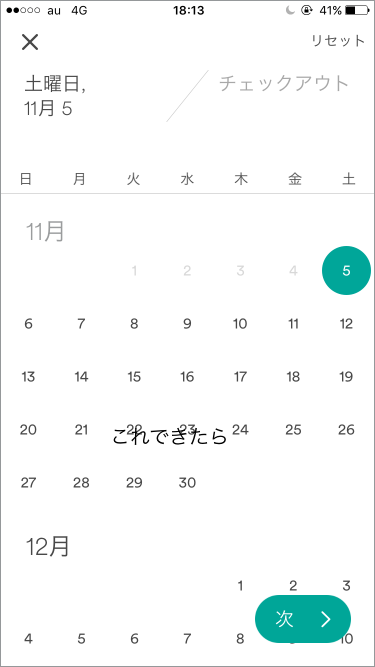 au 4G 18:13 41%
リセット
土曜日, チェックアウト
11月 5
日 月 火 水 木 金 土
11月
1 2 3 4 5
6 7 8 9 10 11 12
13 14 15 16 17 18 19
20 21 22 23 24 25 26
これできたら
27 28 29 30
12月
1 2 3
次
4 5 6 7 8 10